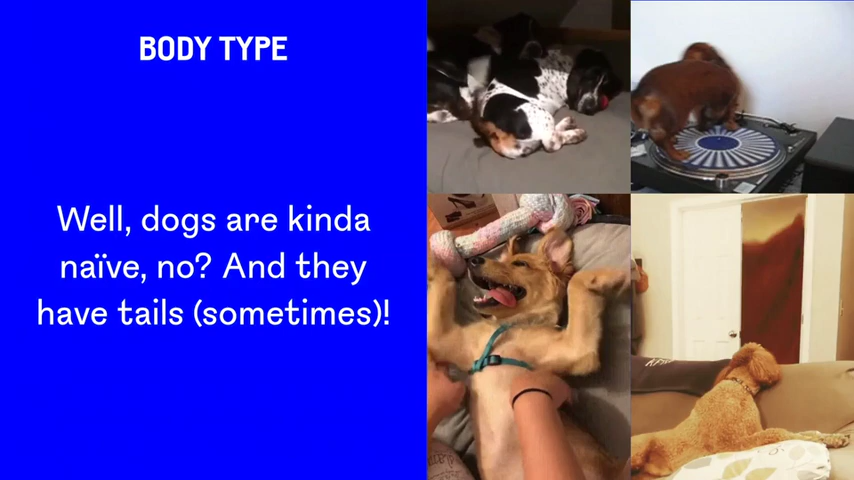 BODY TYPE
Well, dogs are kinda
naïve, no? And they
have tails (sometimes)!